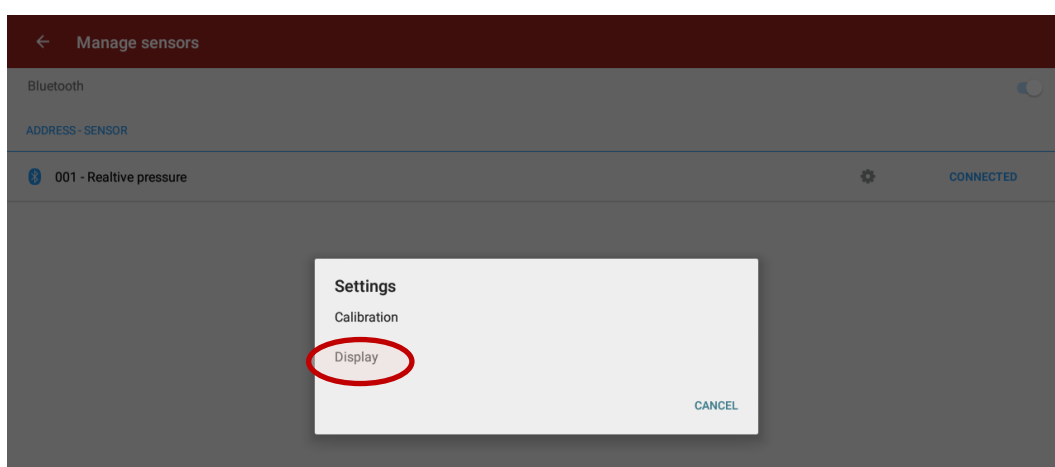 Manage sensors
Bluetooth
ADDRESS - SENSOR
001 - Realtive pressure CONNECTED
Settings
Calibration
Display
CANCEL